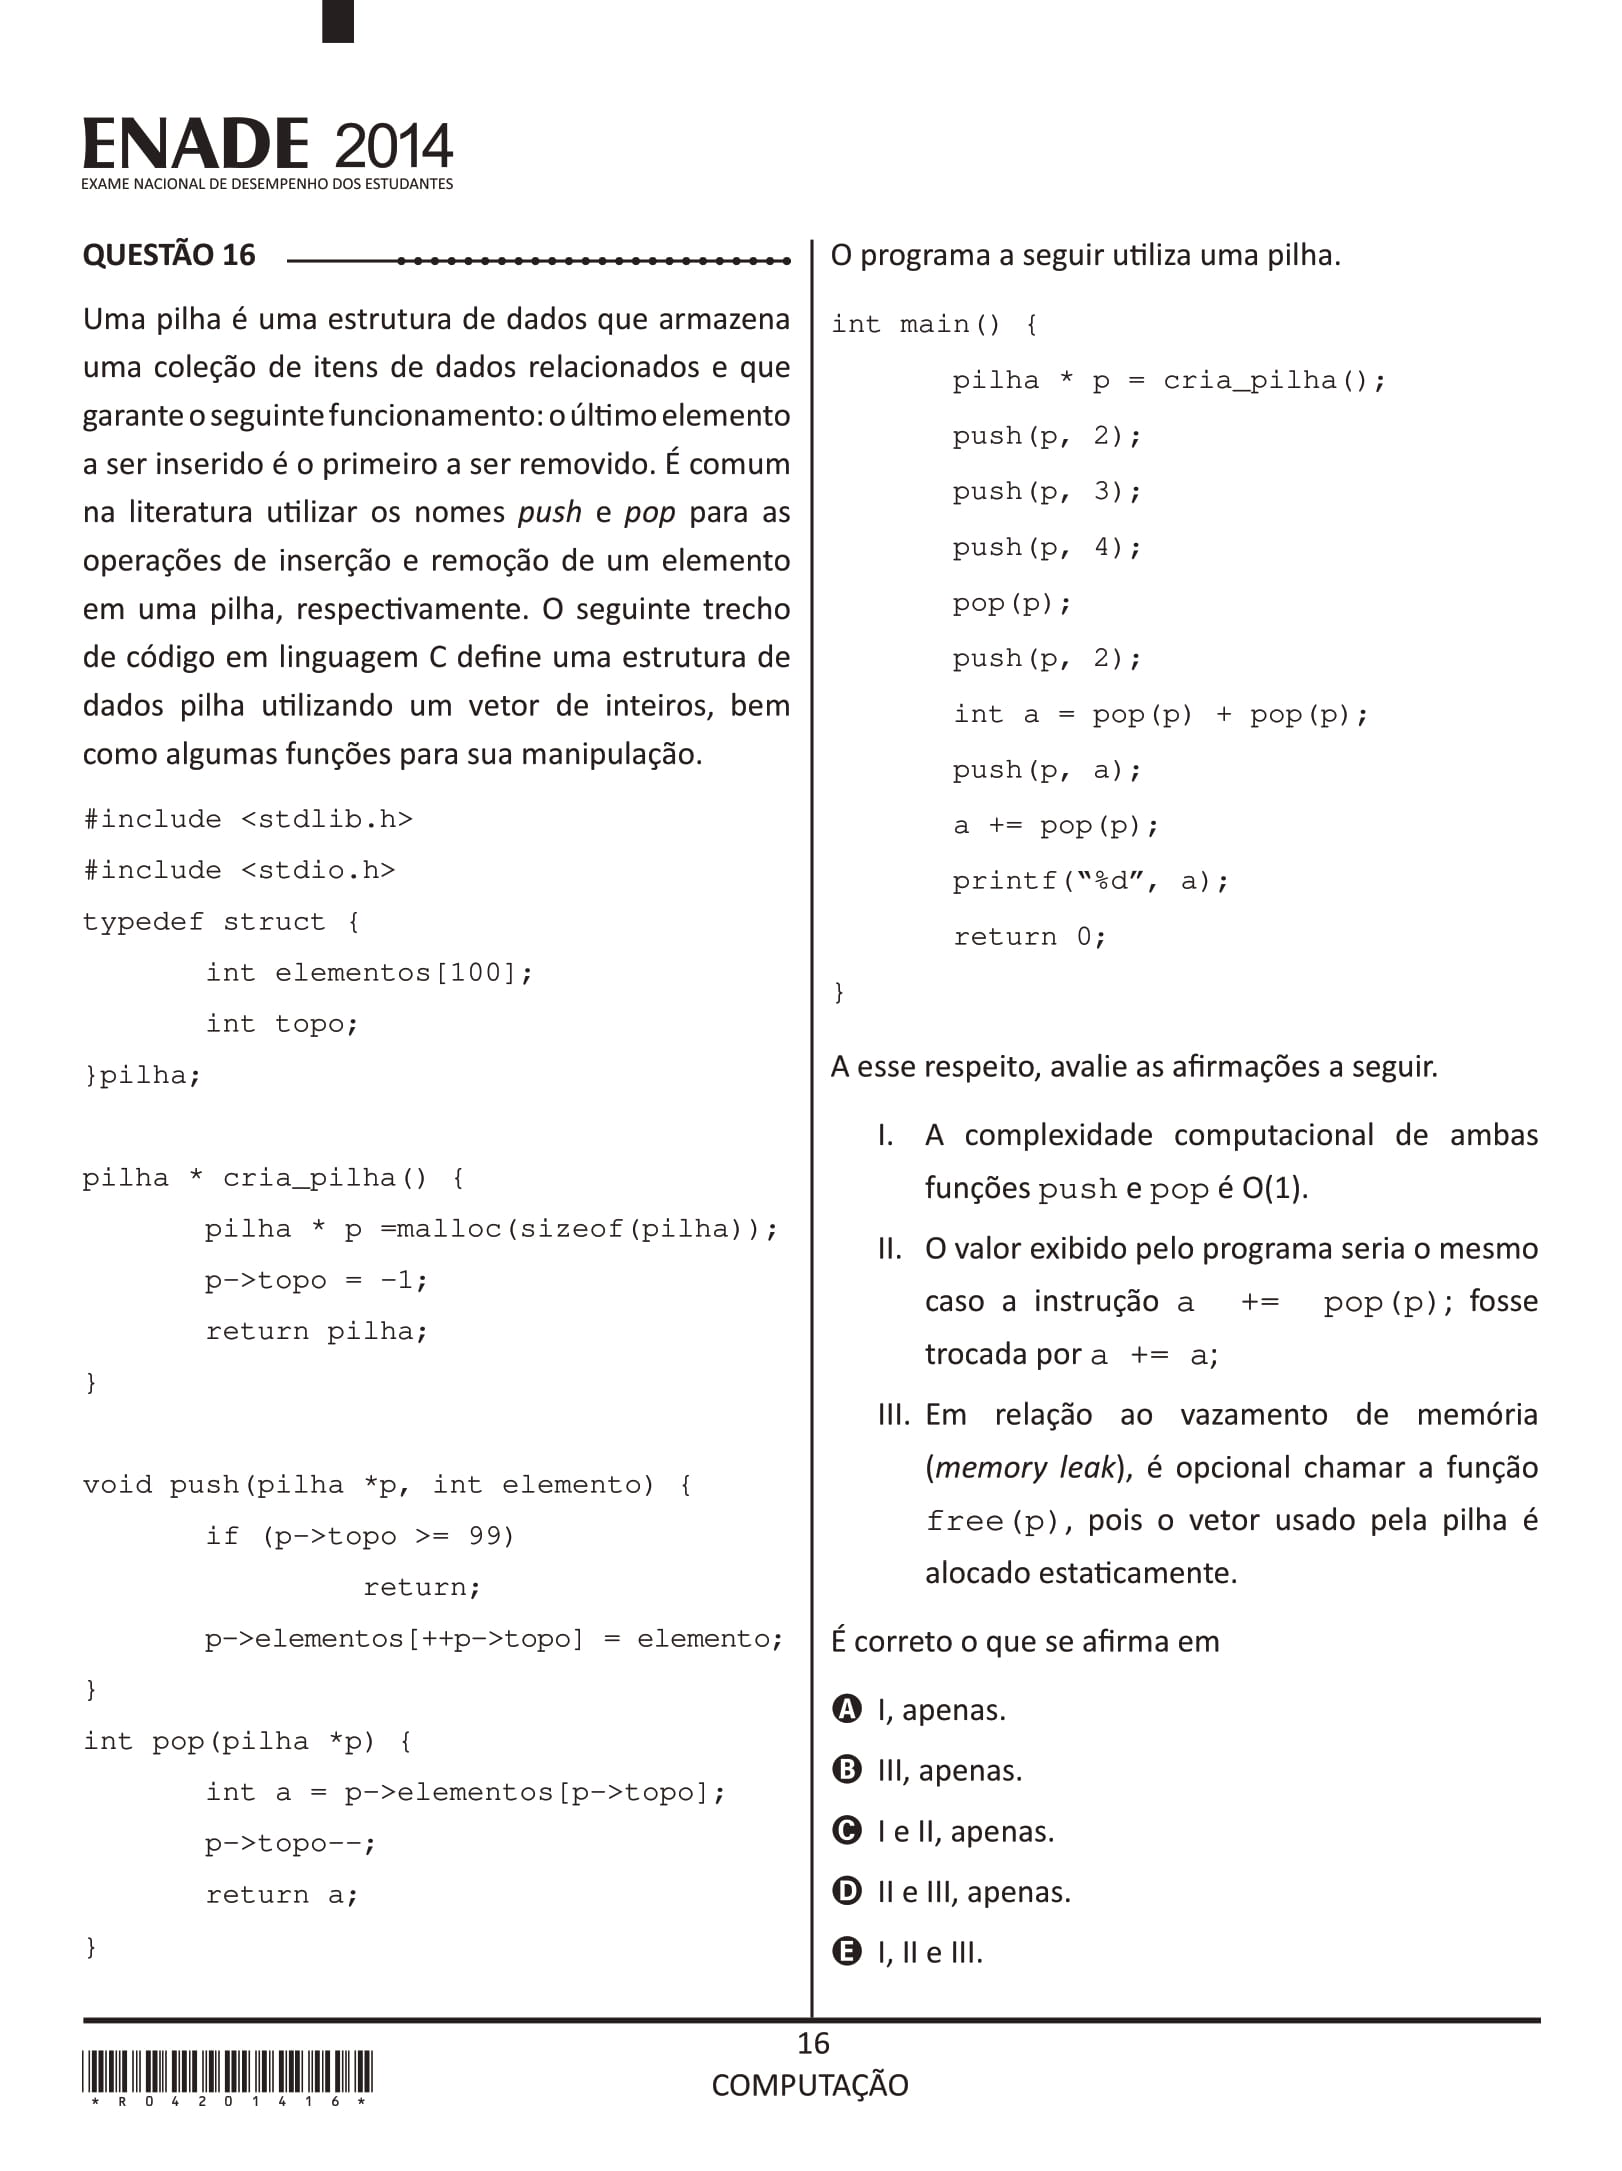 ENADE 2014
EXAME NACIONAL DE DESEMPENHO DOS ESTUDANTES
QUESTÃO 16
Uma pilha é uma estrutura de dados que armazena
uma coleção de itens de dados relacionados e que
garante o seguinte funcionamento: o último elemento
a ser inserido é o primeiro a ser removido. É comum
na literatura utilizar os nomes push e pop para as
operações de inserção e remoção de um elemento
em uma pilha, respectivamente. O seguinte trecho
de código em linguagem C define uma estrutura de
dados pilha utilizando um vetor de inteiros, bem
como algumas funções para sua manipulação.
#include <stdlib.h>
#include <stdio.h>
typedef struct {
int elementos[100];
int topo;
}pilha;
pilha * cria_pilha() {
pilha * p =malloc(sizeof(pilha));
p->topo = -1;
return pilha;
}
void push(pilha *p, int elemento) {
if (p->topo >= 99)
return;
p->elementos[++p->topo] = elemento;
}
int pop(pilha *p) {
int a = p->elementos[p->topo];
p->topo--;
return a;
}
O programa a seguir utiliza uma pilha.
int main() {
pilha * p = cria_pilha();
push(p, 2);
push(p, 3);
push(p, 4);
pop(p);
push(p, 2);
int a = pop(p) + pop(p);
push(p, a);
a += pop(p);
printf(“%d”, a);
return 0;
}
A esse respeito, avalie as afirmações a seguir.
I. A complexidade computacional de ambas
funções push e pop é O(1).
II. O valor exibido pelo programa seria o mesmo
caso a instrução a += pop(p); fosse
trocada por a += a;
III. Em relação ao vazamento de memória
(memory leak), é opcional chamar a função
free(p), pois o vetor usado pela pilha é
alocado estaticamente.
É correto o que se afirma em
A I, apenas.
B III, apenas.
C I e II, apenas.
D II e III, apenas.
E I, II e III.
16
COMPUTAÇÃO
* R 0 4 2 0 1 4 1 6 *